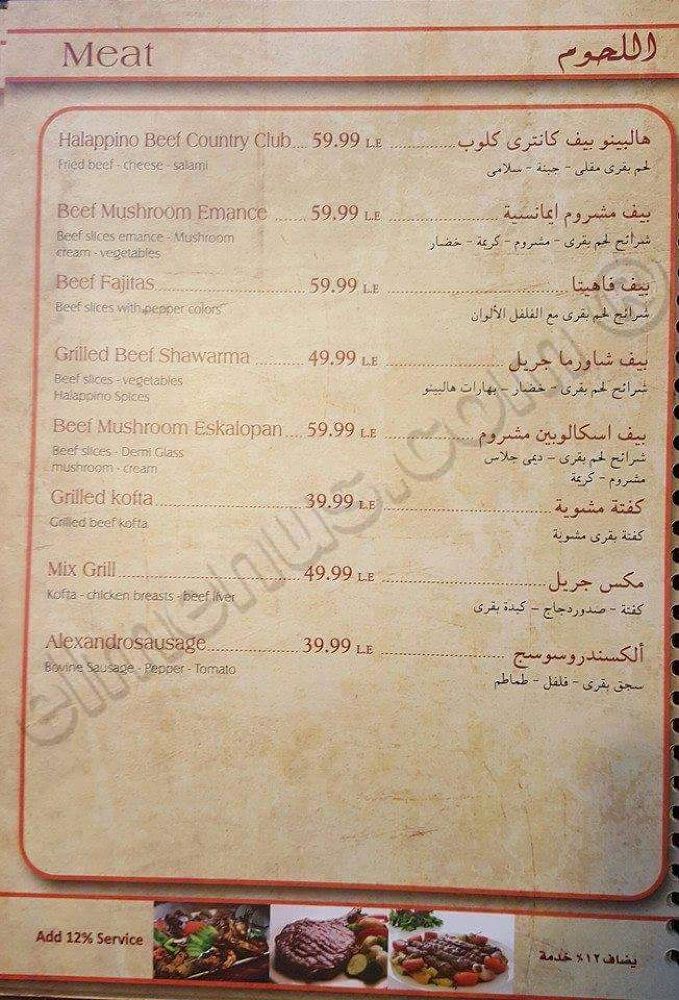 Meat اللحوم
Halappino Beef Country Club... 59.99 L.E ............ هالبينو بيف كانترى كلوب
Fried beef - cheese - salami لحم بقرى مقلى - جبنة - سلامى
Beef Mushroom Emance ...... 59.99 L.E ............ بيف مشروم ايمانسية
Beef slices emance - Mushroom شرائح لحم بقرى - مشروم - كريمة - خضار
cream - vegetables
Beef Fajitas ............ 59.99 L.E ............ بيف فاهيتا
Beef slices with pepper colors شرائح لحم بقرى مع الفلفل الألوان
Grilled Beef Shawarma ......... 49.99 L.E ............ بيف شاورما جريل
Beef slices - vegetables شرائح لحم بقرى - خضار - بهارات هالبينو
Halappino Spices
Beef Mushroom Eskalopan .... 59.99 L.E ............ بيف اسكالوبين مشروم
Beef slices - Demi Glass شرائح لحم بقرى - ديمى جلاس
mushroom - cream مشروم - كريمة
Grilled kofta ............ 39.99 L.E ............ كفتة مشوية
Grilled beef kofta كفتة بقرى مشوية
Mix Grill ............ 49.99 L.E ............ مكس جريل
Kofta - chicken breasts - beef liver كفتة - صدوردجاج - كبدة بقرى
Alexandrosausage ............ 39.99 L.E ............ ألكسندروسوسج
Bovine Sausage - Pepper - Tomato سجق بقرى - فلفل - طماطم
elmenus.com ®
Add 12% Service يضاف ١٢٪ خدمة